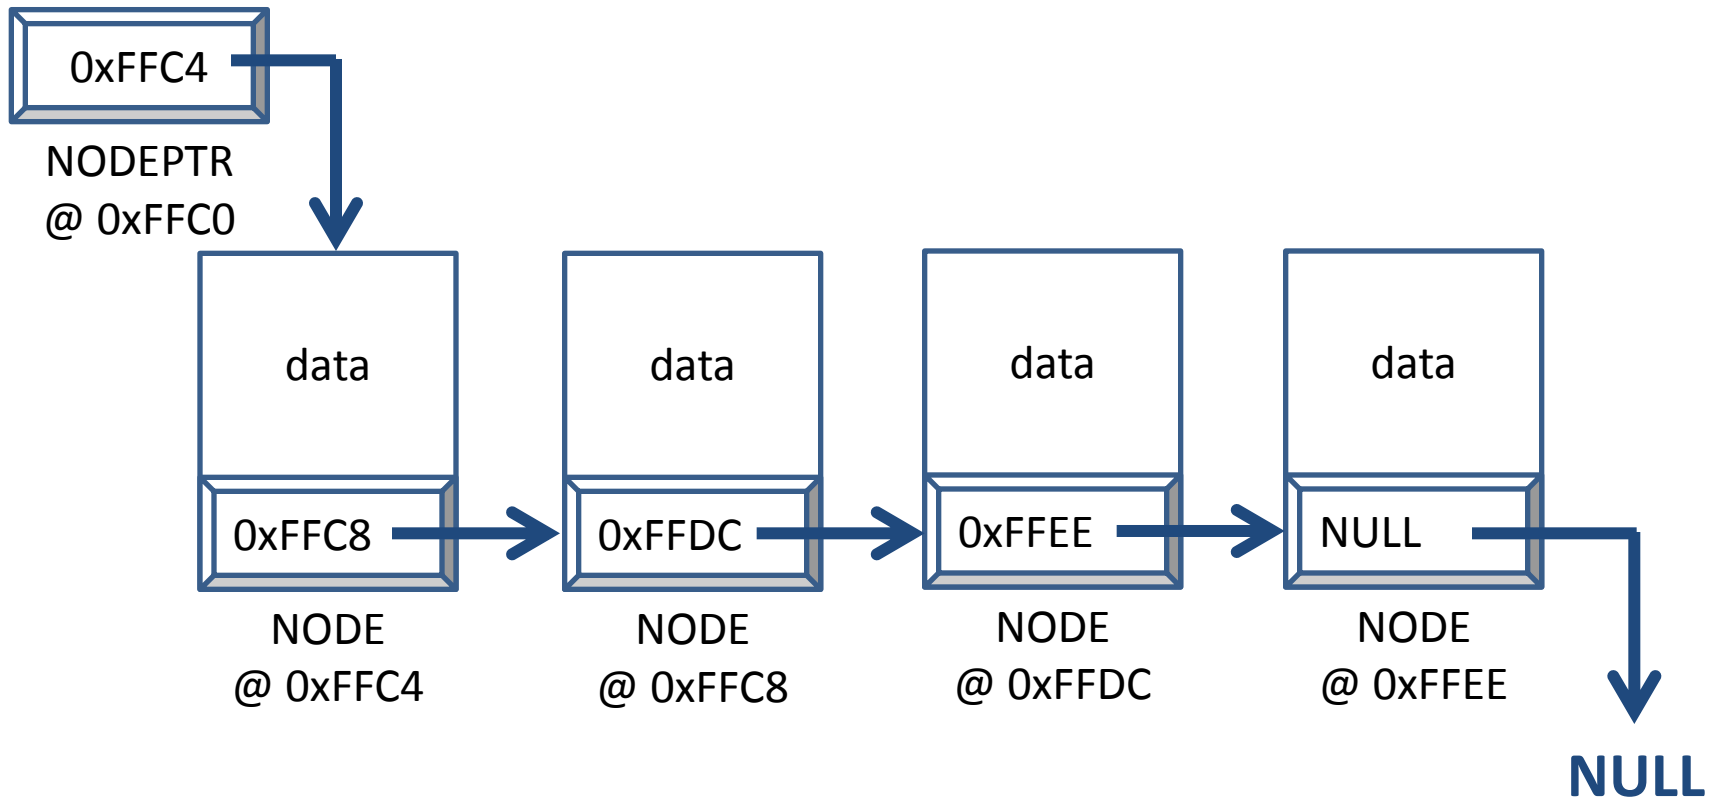 0xFFC4
NODEPTR
@ 0xFFC0
data
data
data
data
0xFFC8
0xFFDC
0xFFEE
NULL
NODE
@ 0xFFC4
NODE
@ 0xFFC8
NODE
@ 0xFFDC
NODE
@ 0xFFEE
NULL